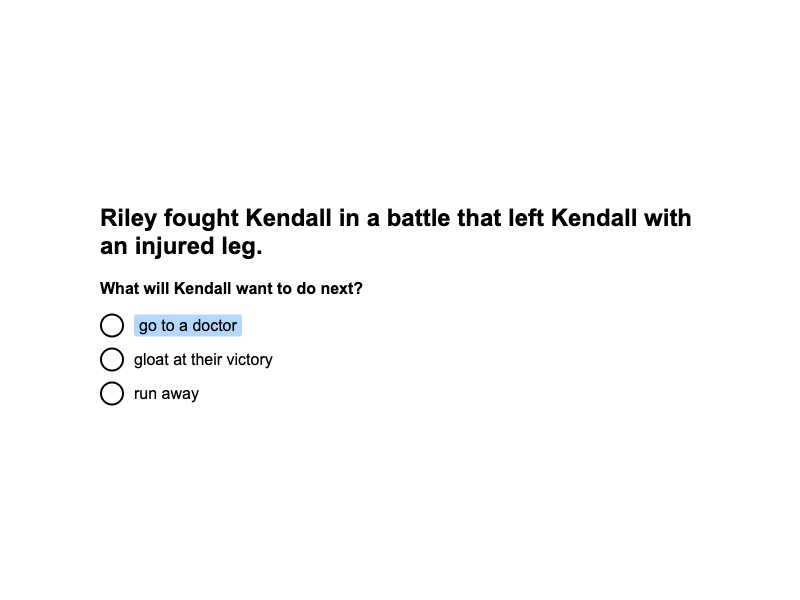 Riley fought Kendall in a battle that left Kendall with
an injured leg.
What will Kendall want to do next?
go to a doctor
gloat at their victory
run away